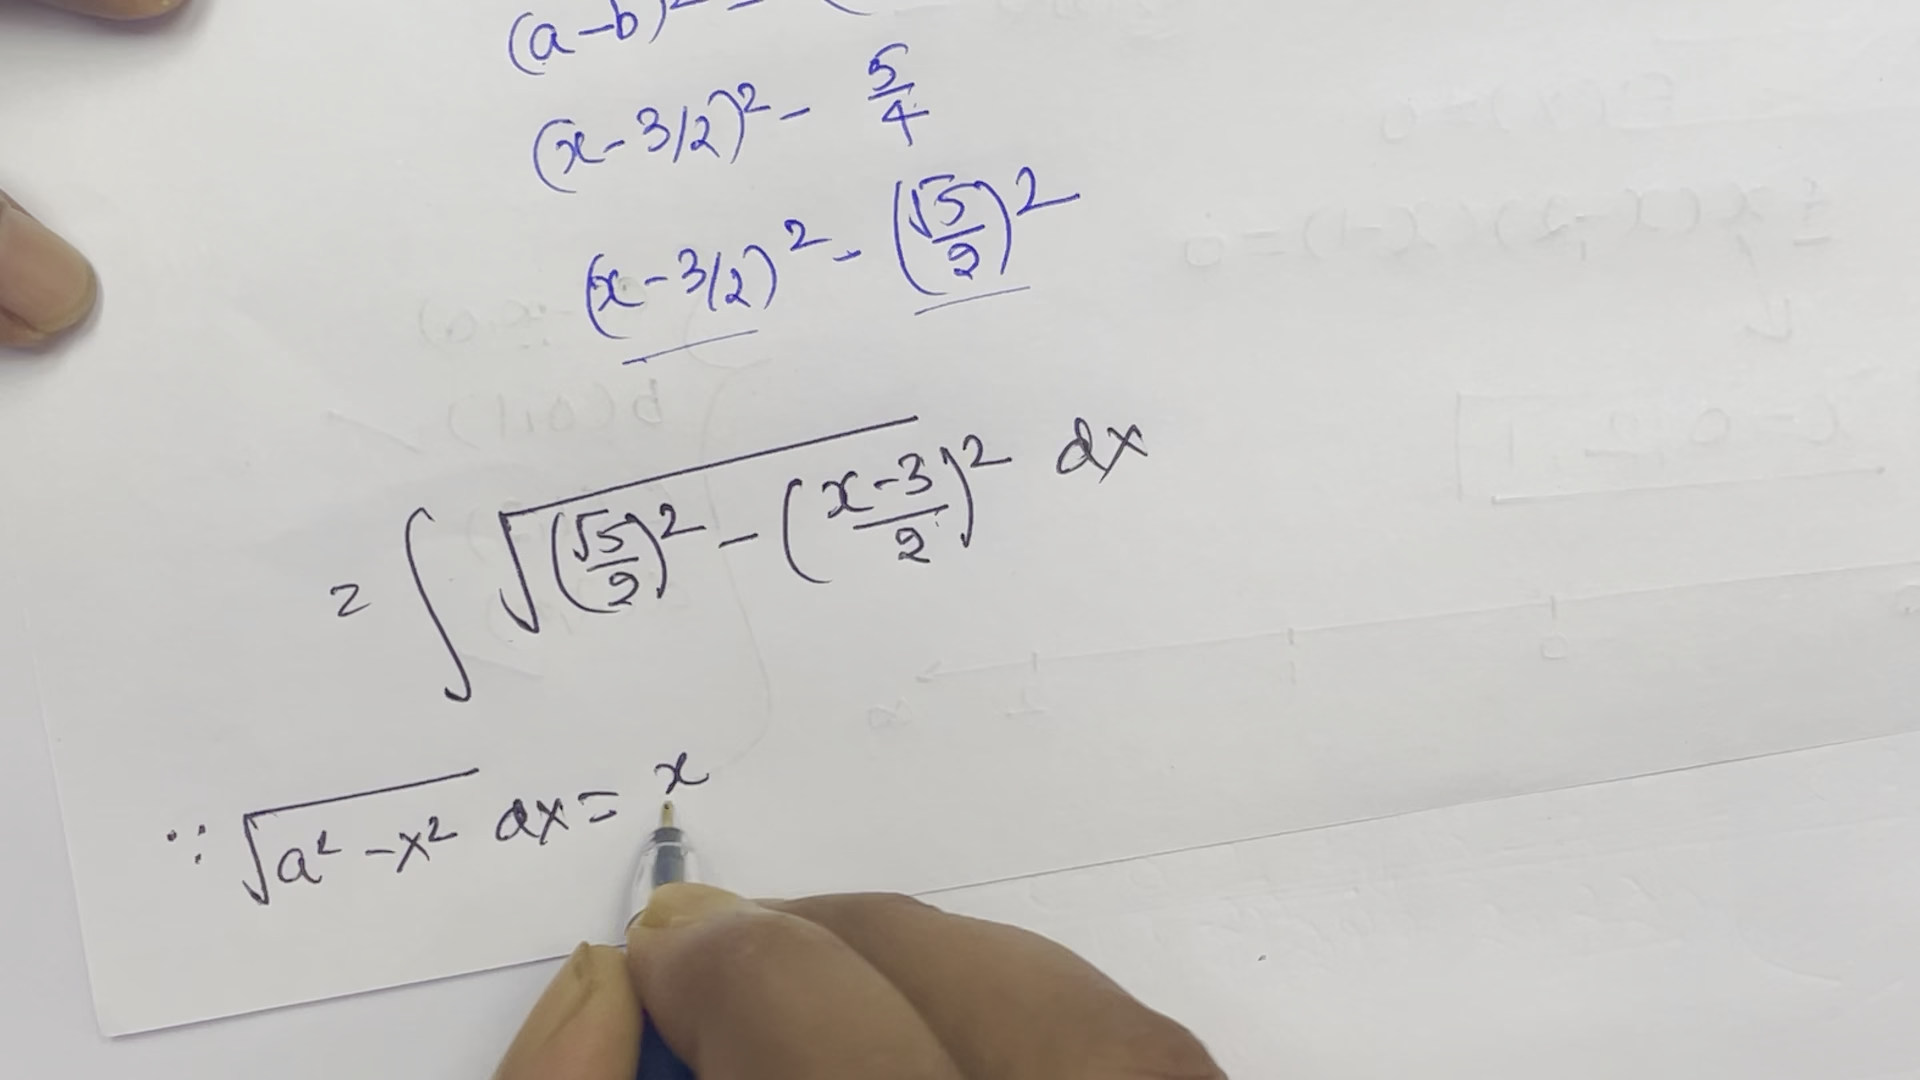 (a-b)² = (
(x-3/2)² - 5/4
(x-3/2)² - (√5/2)²
= ∫ √((√5/2)² - ((x-3)/2)²) dx
∵ √(a²-x²) dx = x